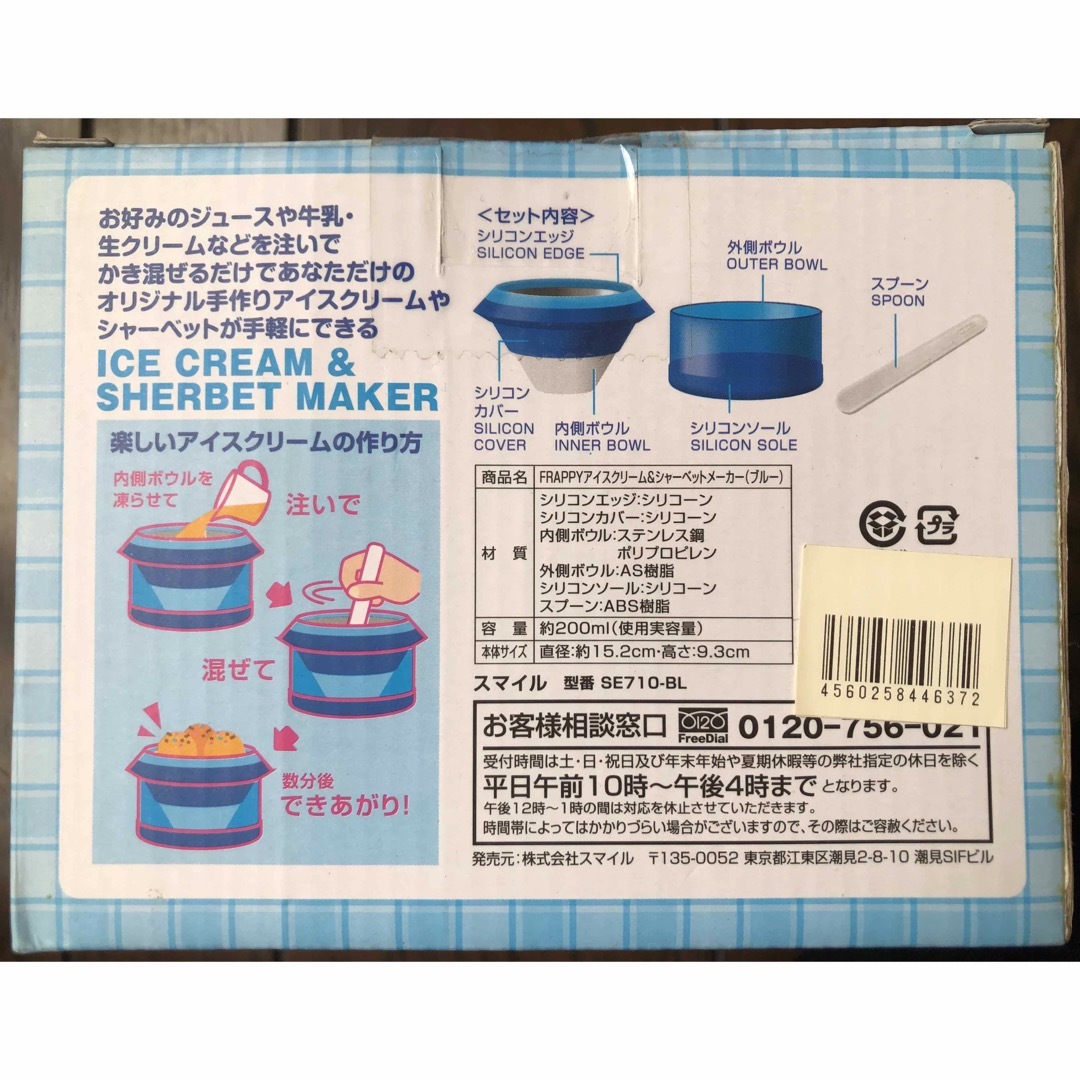 お好みのジュースや牛乳・
生クリームなどを注いで
かき混ぜるだけであなただけの
オリジナル手作りアイスクリームや
シャーベットが手軽にできる
ICE CREAM &
SHERBET MAKER
楽しいアイスクリームの作り方
内側ボウルを
凍らせて
注いで
混ぜて
数分後
できあがり!
<セット内容>
シリコンエッジ
SILICON EDGE
外側ボウル
OUTER BOWL
スプーン
SPOON
シリコン
カバー
SILICON
COVER
内側ボウル
INNER BOWL
シリコンソール
SILICON SOLE
商品名 FRAPPYアイスクリーム&シャーベットメーカー(ブルー)
材質 シリコンエッジ:シリコーン
シリコンカバー:シリコーン
内側ボウル:ステンレス鋼
ポリプロピレン
外側ボウル:AS樹脂
シリコンソール:シリコーン
スプーン:ABS樹脂
容量 約200ml(使用実容量)
本体サイズ 直径:約15.2cm・高さ:9.3cm
プラ
4560258446372
スマイル 型番 SE710-BL
お客様相談窓口 0120 FreeDial 0120-756-021
受付時間は土・日・祝日及び年末年始や夏期休暇等の弊社指定の休日を除く
平日午前10時〜午後4時まで となります。
午後12時〜1時の間は対応を休止させていただきます。
時間帯によってはかかりづらい場合がございますので、その際はご容赦ください。
発売元:株式会社スマイル 〒135-0052 東京都江東区潮見2-8-10 潮見SIFビル